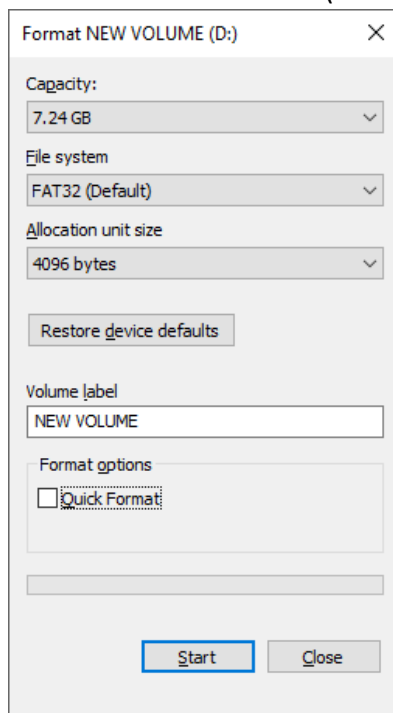 Format NEW VOLUME (D:)
Capacity:
7.24 GB
File system
FAT32 (Default)
Allocation unit size
4096 bytes
Restore device defaults
Volume label
NEW VOLUME
Format options
Quick Format
Start
Close